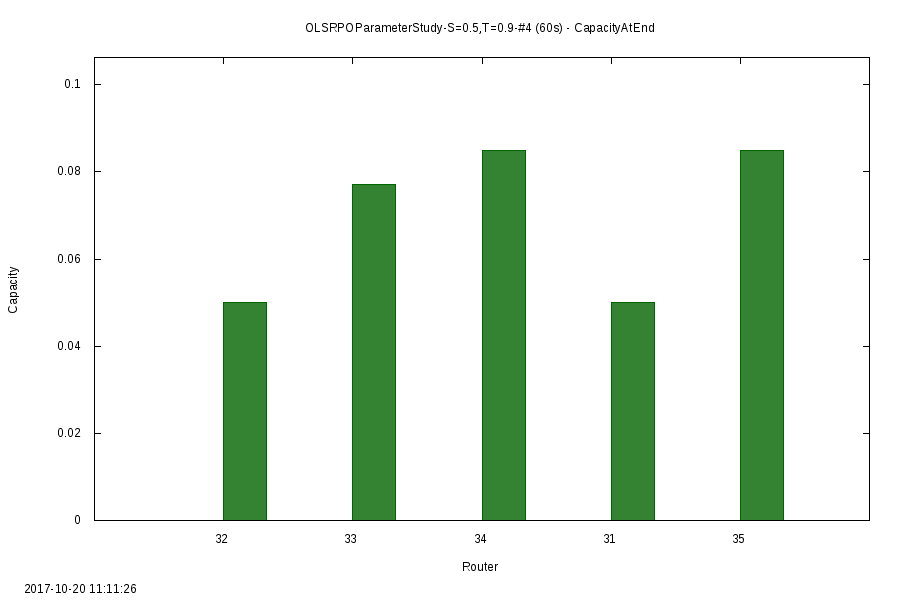 OLSRPOParameterStudy-S=0.5,T=0.9-#4 (60s) - CapacityAtEnd
0.1
0.08
0.06
0.04
0.02
0
Capacity
32 33 34 31 35
Router
2017-10-20 11:11:26